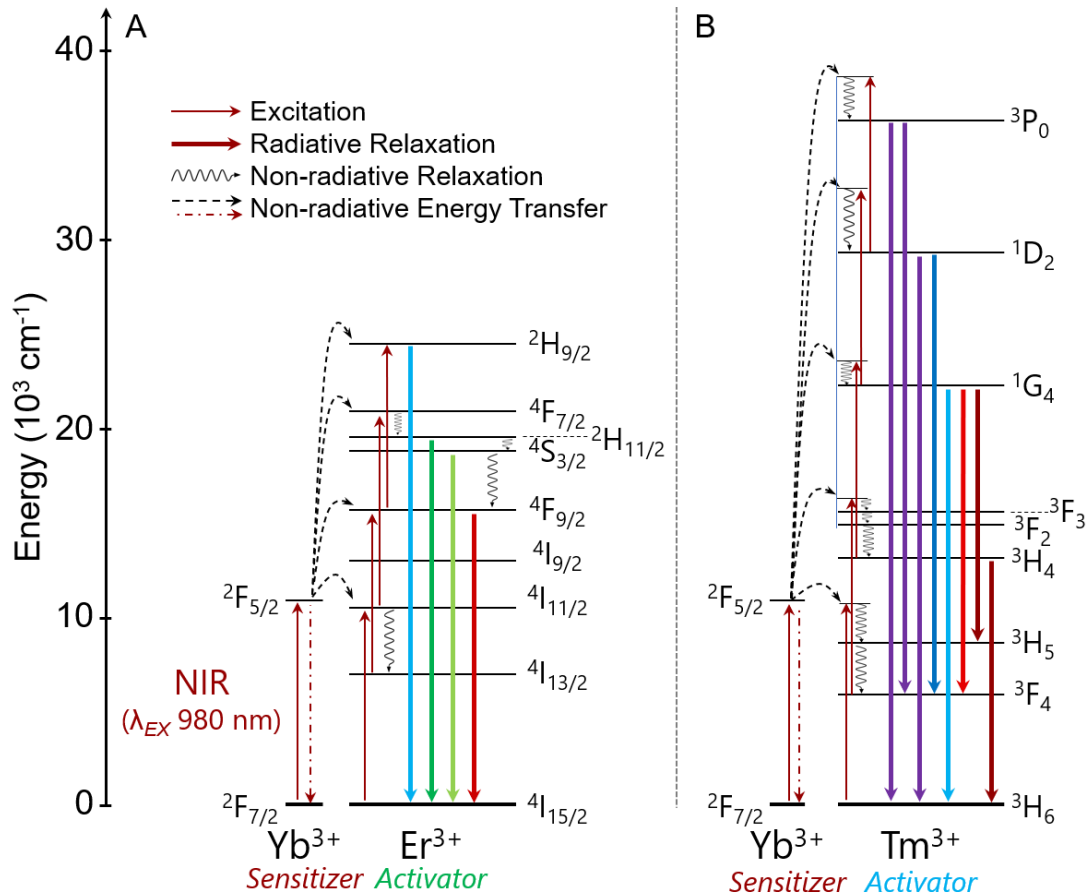 A
B
40
30
20
10
0
Energy (10³ cm⁻¹)
Excitation
Radiative Relaxation
Non-radiative Relaxation
Non-radiative Energy Transfer
²H₉/₂
⁴F₇/₂
²H₁₁/₂
⁴S₃/₂
⁴F₉/₂
⁴I₉/₂
²F₅/₂
⁴I₁₁/₂
⁴I₁₃/₂
NIR
(λEX 980 nm)
²F₇/₂
⁴I₁₅/₂
Yb³⁺
Er³⁺
Sensitizer
Activator
³P₀
¹D₂
¹G₄
³F₃
³F₂
³H₄
²F₅/₂
³H₅
³F₄
²F₇/₂
³H₆
Yb³⁺
Tm³⁺
Sensitizer
Activator